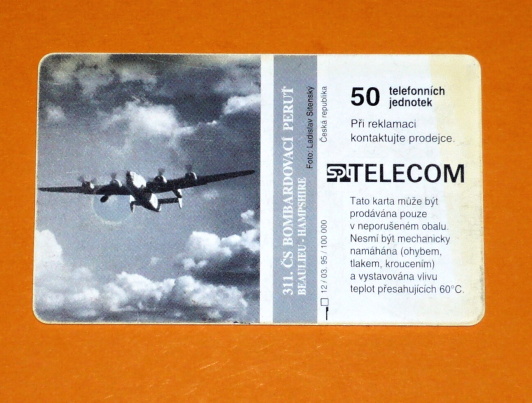 311. ČS BOMBARDOVACÍ PERUŤ
BEAULIEU - HAMPSHIRE
Foto: Ladislav Sitenský
Česká republika
12 / 03. 95 / 100 000
50 telefonních
jednotek
Při reklamaci
kontaktujte prodejce.
SPT TELECOM
Tato karta může být
prodávána pouze
v neporušeném obalu.
Nesmí být mechanicky
namáhána (ohybem,
tlakem, kroucením)
a vystavována vlivu
teplot přesahujících 60°C.